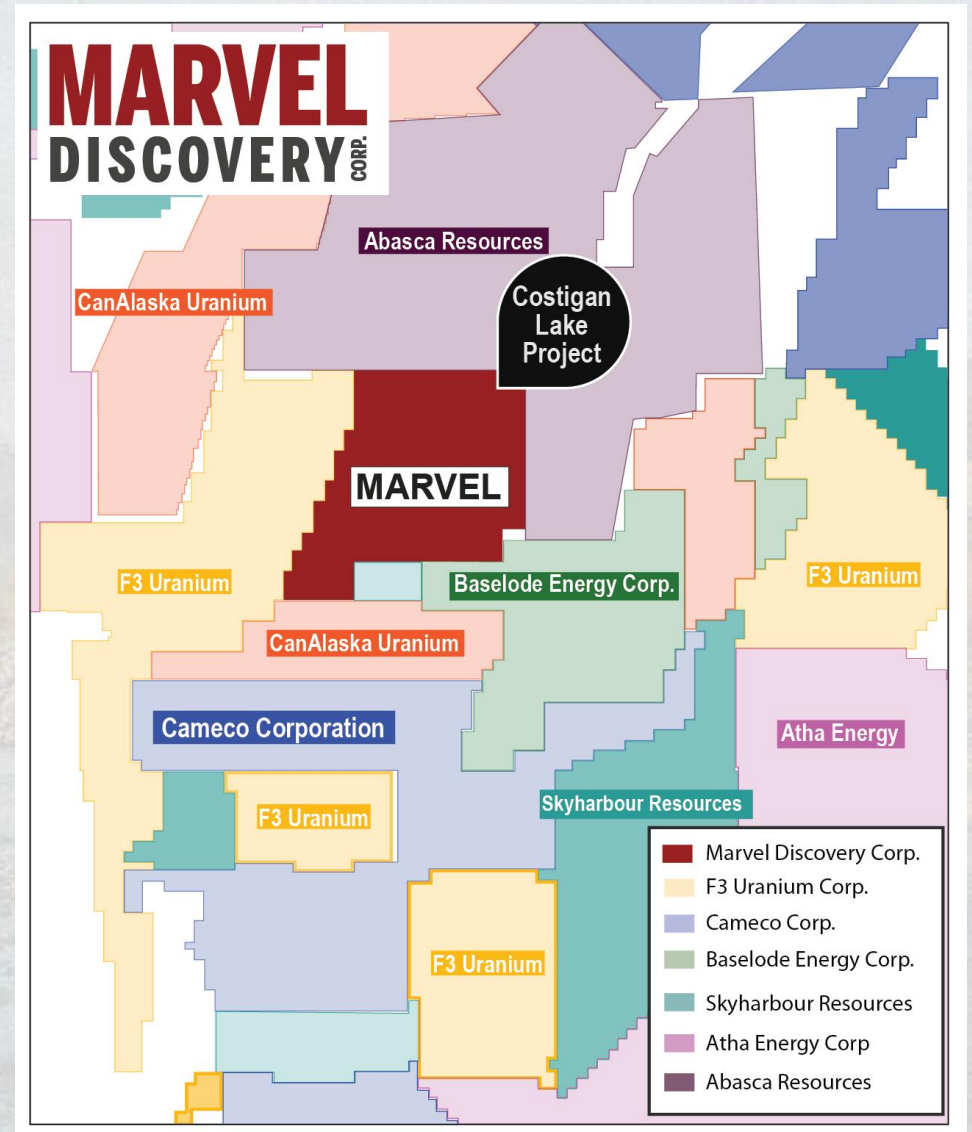 MARVEL
DISCOVERY CORP.
Abasca Resources
CanAlaska Uranium
Costigan
Lake
Project
MARVEL
F3 Uranium
Baselode Energy Corp.
F3 Uranium
CanAlaska Uranium
Cameco Corporation
Atha Energy
Skyharbour Resources
F3 Uranium
F3 Uranium
Marvel Discovery Corp.
F3 Uranium Corp.
Cameco Corp.
Baselode Energy Corp.
Skyharbour Resources
Atha Energy Corp
Abasca Resources